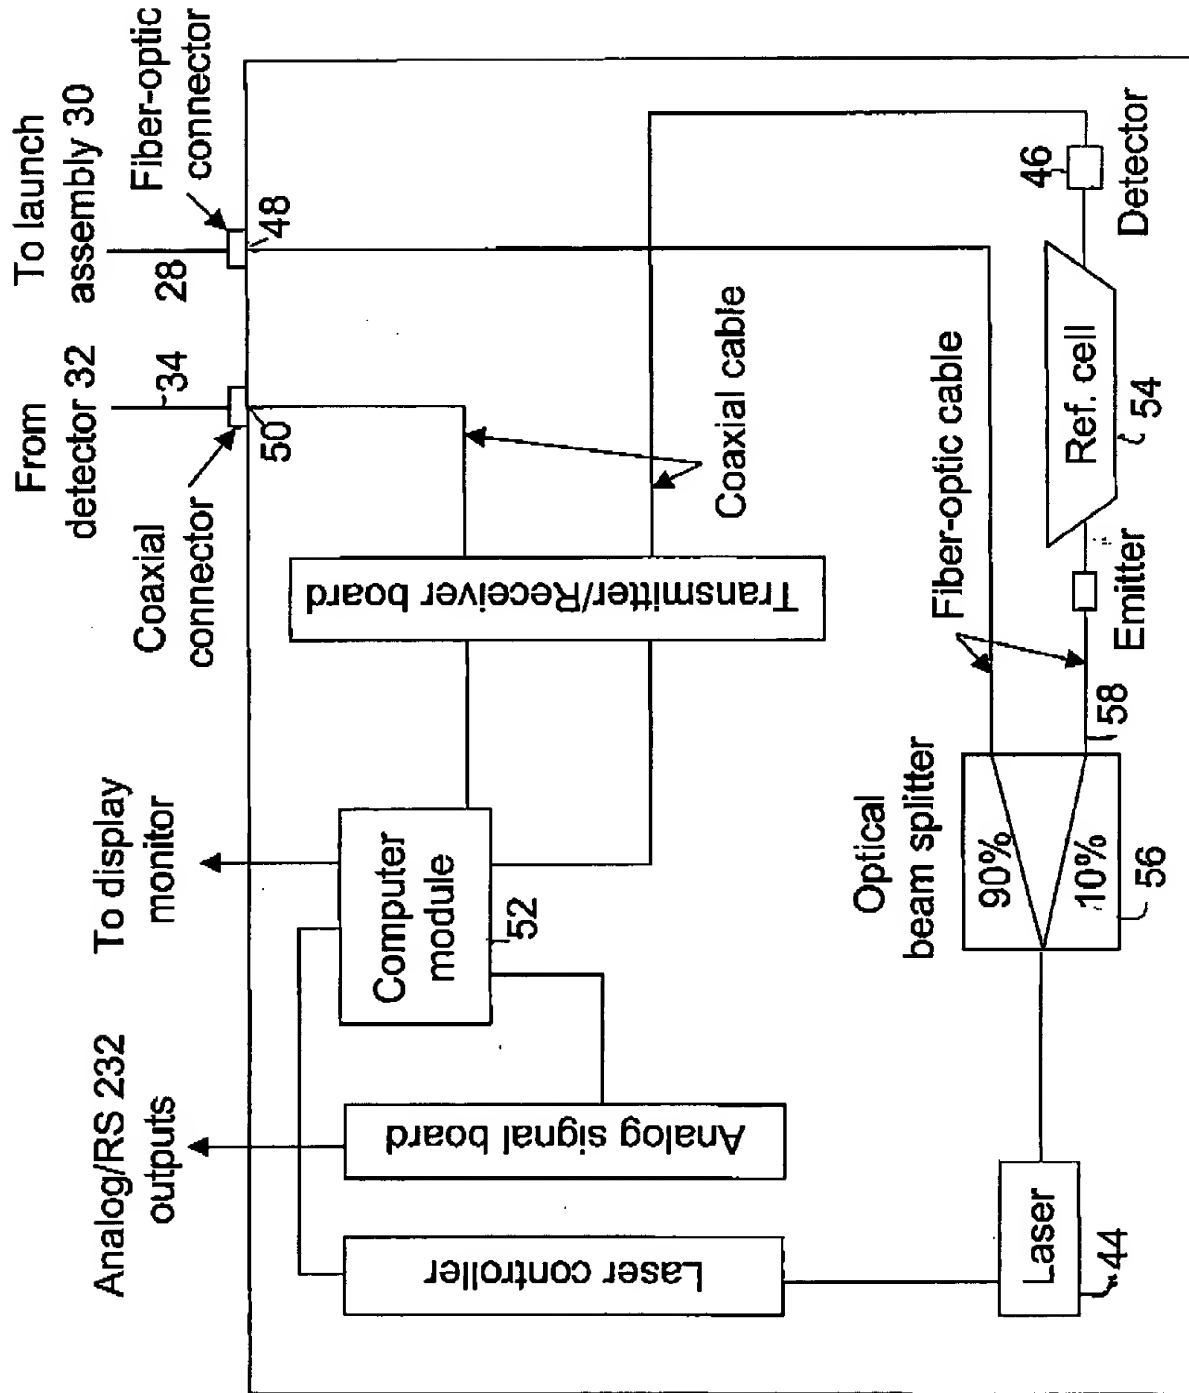 Analog/RS 232
outputs
To display
monitor
From
detector 32
To launch
assembly 30
Coaxial
connector
34
28
Fiber-optic
connector
50
48
Laser controller
Analog signal board
Computer
module
52
Transmitter/Receiver board
Coaxial cable
Laser
44
Optical
beam splitter
90%
10%
56
58
Fiber-optic cable
Emitter
Ref. cell
54
46
Detector